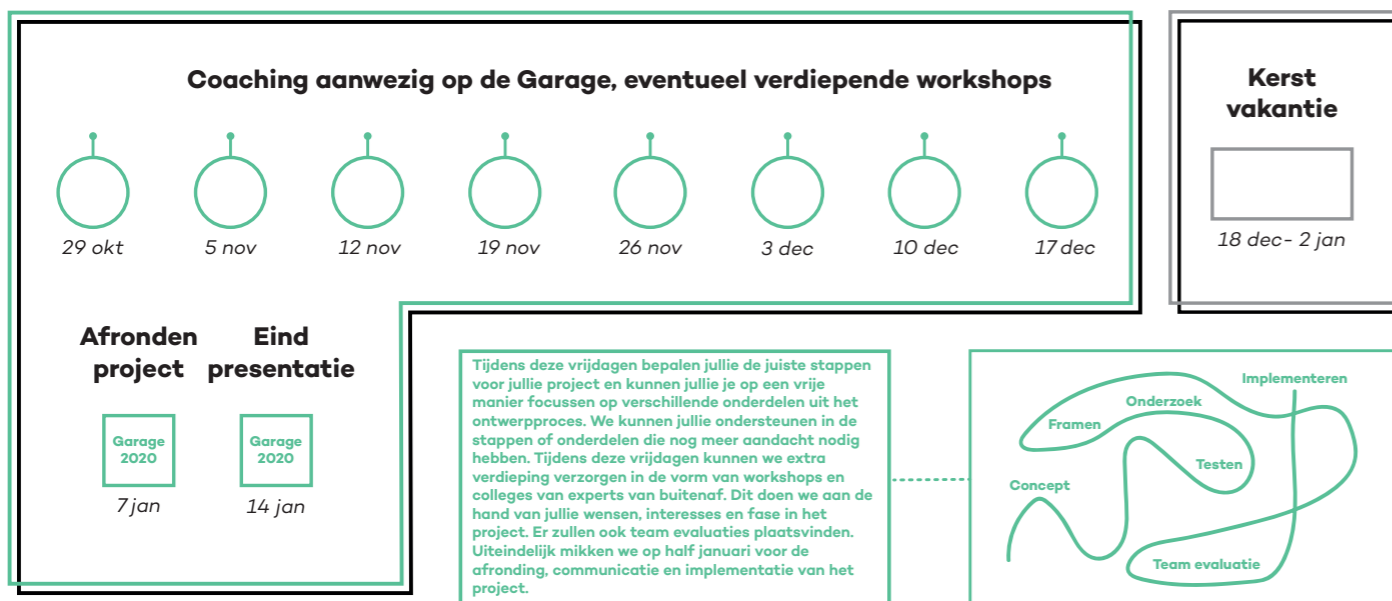 Coaching aanwezig op de Garage, eventueel verdiepende workshops
29 okt
5 nov
12 nov
19 nov
26 nov
3 dec
10 dec
17 dec
Kerst
vakantie
18 dec- 2 jan
Afronden
project
Eind
presentatie
Garage
2020
7 jan
Garage
2020
14 jan
Tijdens deze vrijdagen bepalen jullie de juiste stappen
voor jullie project en kunnen jullie je op een vrije
manier focussen op verschillende onderdelen uit het
ontwerpproces. We kunnen jullie ondersteunen in de
stappen of onderdelen die nog meer aandacht nodig
hebben. Tijdens deze vrijdagen kunnen we extra
verdieping verzorgen in de vorm van workshops en
colleges van experts van buitenaf. Dit doen we aan de
hand van jullie wensen, interesses en fase in het
project. Er zullen ook team evaluaties plaatsvinden.
Uiteindelijk mikken we op half januari voor de
afronding, communicatie en implementatie van het
project.
Implementeren
Onderzoek
Framen
Testen
Concept
Team evaluatie